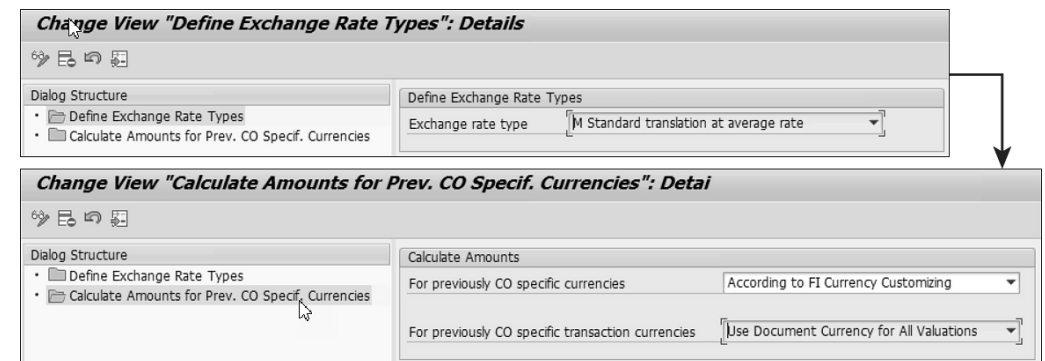 Change View "Define Exchange Rate Types": Details
Dialog Structure
• Define Exchange Rate Types
• Calculate Amounts for Prev. CO Specif. Currencies
Define Exchange Rate Types
Exchange rate type M Standard translation at average rate
Change View "Calculate Amounts for Prev. CO Specif. Currencies": Detai
Dialog Structure
• Define Exchange Rate Types
• Calculate Amounts for Prev. CO Specif. Currencies
Calculate Amounts
For previously CO specific currencies According to FI Currency Customizing
For previously CO specific transaction currencies Use Document Currency for All Valuations